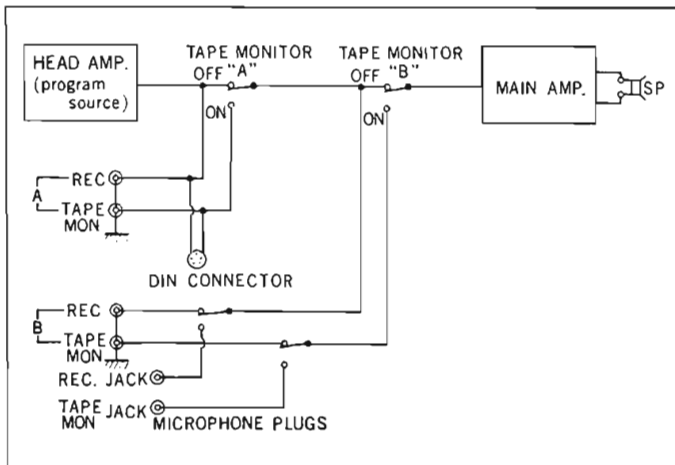 HEAD AMP.
(program
source)
TAPE MONITOR
"A"
OFF
ON
TAPE MONITOR
"B"
OFF
ON
MAIN AMP.
SP
A
REC
TAPE
MON
DIN CONNECTOR
B
REC
TAPE
MON
REC. JACK
TAPE
MON JACK
MICROPHONE PLUGS